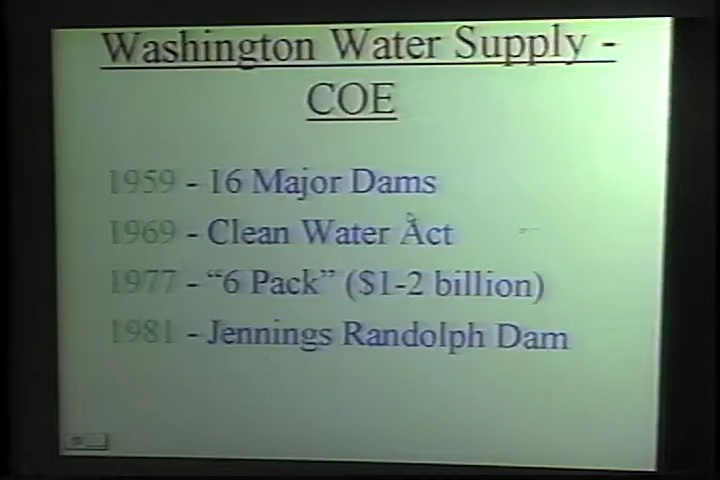 Washington Water Supply -
COE
1959 - 16 Major Dams
1969 - Clean Water Act
1977 - “6 Pack” ($1-2 billion)
1981 - Jennings Randolph Dam